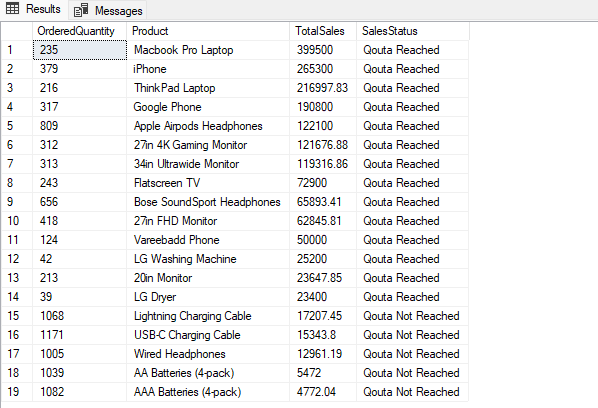 Results Messages
OrderedQuantity Product TotalSales SalesStatus
1 235 Macbook Pro Laptop 399500 Qouta Reached
2 379 iPhone 265300 Qouta Reached
3 216 ThinkPad Laptop 216997.83 Qouta Reached
4 317 Google Phone 190800 Qouta Reached
5 809 Apple Airpods Headphones 122100 Qouta Reached
6 312 27in 4K Gaming Monitor 121676.88 Qouta Reached
7 313 34in Ultrawide Monitor 119316.86 Qouta Reached
8 243 Flatscreen TV 72900 Qouta Reached
9 656 Bose SoundSport Headphones 65893.41 Qouta Reached
10 418 27in FHD Monitor 62845.81 Qouta Reached
11 124 Vareebadd Phone 50000 Qouta Reached
12 42 LG Washing Machine 25200 Qouta Reached
13 213 20in Monitor 23647.85 Qouta Reached
14 39 LG Dryer 23400 Qouta Reached
15 1068 Lightning Charging Cable 17207.45 Qouta Not Reached
16 1171 USB-C Charging Cable 15343.8 Qouta Not Reached
17 1005 Wired Headphones 12961.19 Qouta Not Reached
18 1039 AA Batteries (4-pack) 5472 Qouta Not Reached
19 1082 AAA Batteries (4-pack) 4772.04 Qouta Not Reached